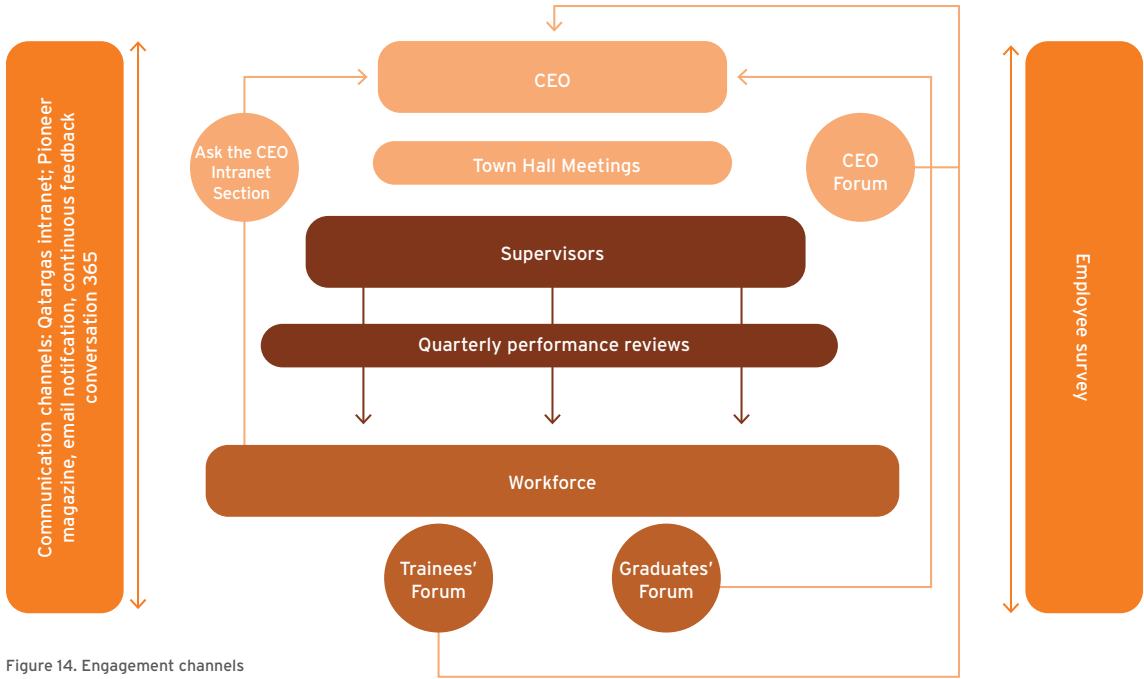 Communication channels: Qatargas intranet; Pioneer
magazine, email notifcation, continuous feedback
conversation 365
CEO
Ask the CEO
Intranet
Section
Town Hall Meetings
CEO
Forum
Supervisors
Quarterly performance reviews
Workforce
Trainees’
Forum
Graduates’
Forum
Employee survey
Figure 14. Engagement channels